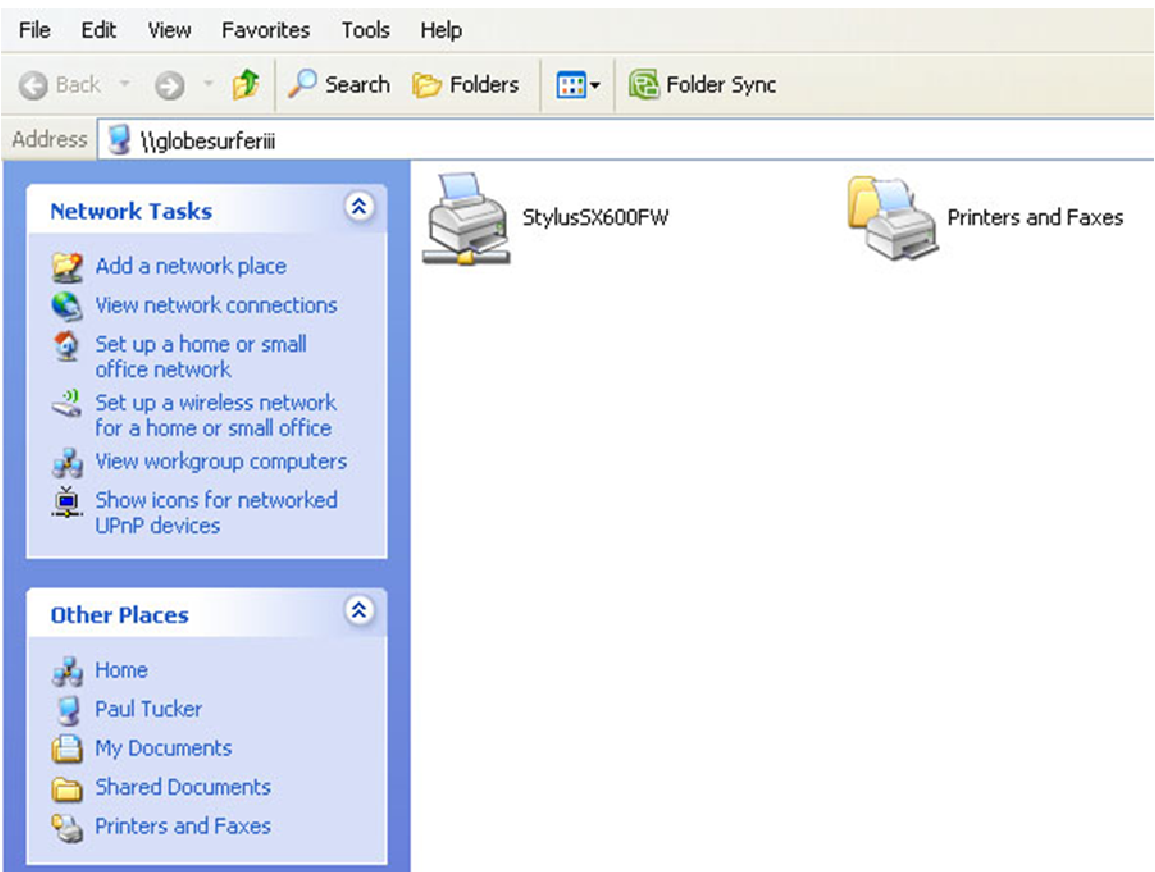 File Edit View Favorites Tools Help
Back Search Folders Folder Sync
Address \\globesurferiii
Network Tasks
Add a network place
View network connections
Set up a home or small
office network
Set up a wireless network
for a home or small office
View workgroup computers
Show icons for networked
UPnP devices
Other Places
Home
Paul Tucker
My Documents
Shared Documents
Printers and Faxes
StylusSX600FW
Printers and Faxes